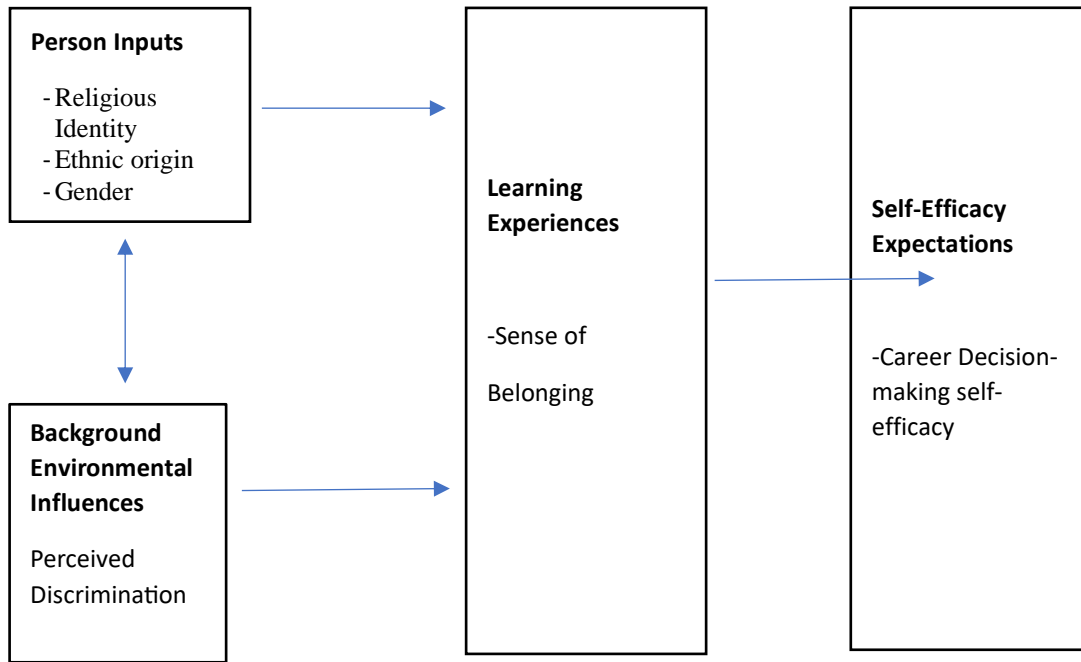 Person Inputs
- Religious
Identity
- Ethnic origin
- Gender
Background
Environmental
Influences
Perceived
Discrimination
Learning
Experiences
-Sense of
Belonging
Self-Efficacy
Expectations
-Career Decision-
making self-
efficacy